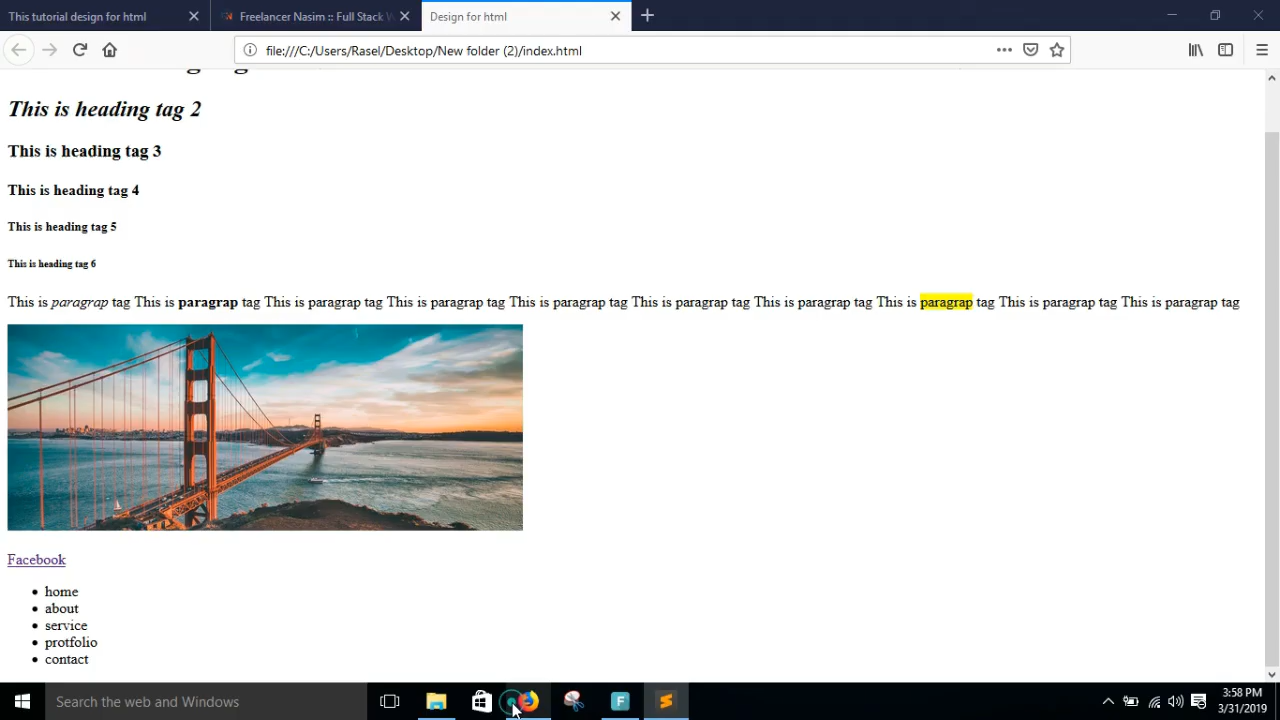 This tutorial design for html
Freelancer Nasim :: Full Stack W
Design for html
file:///C:/Users/Rasel/Desktop/New folder (2)/index.html
This is heading tag 2
This is heading tag 3
This is heading tag 4
This is heading tag 5
This is heading tag 6
This is paragrap tag This is paragrap tag This is paragrap tag This is paragrap tag This is paragrap tag This is paragrap tag This is paragrap tag This is paragrap tag This is paragrap tag This is paragrap tag
Facebook
home
about
service
protfolio
contact
Search the web and Windows
F
3:58 PM
3/31/2019